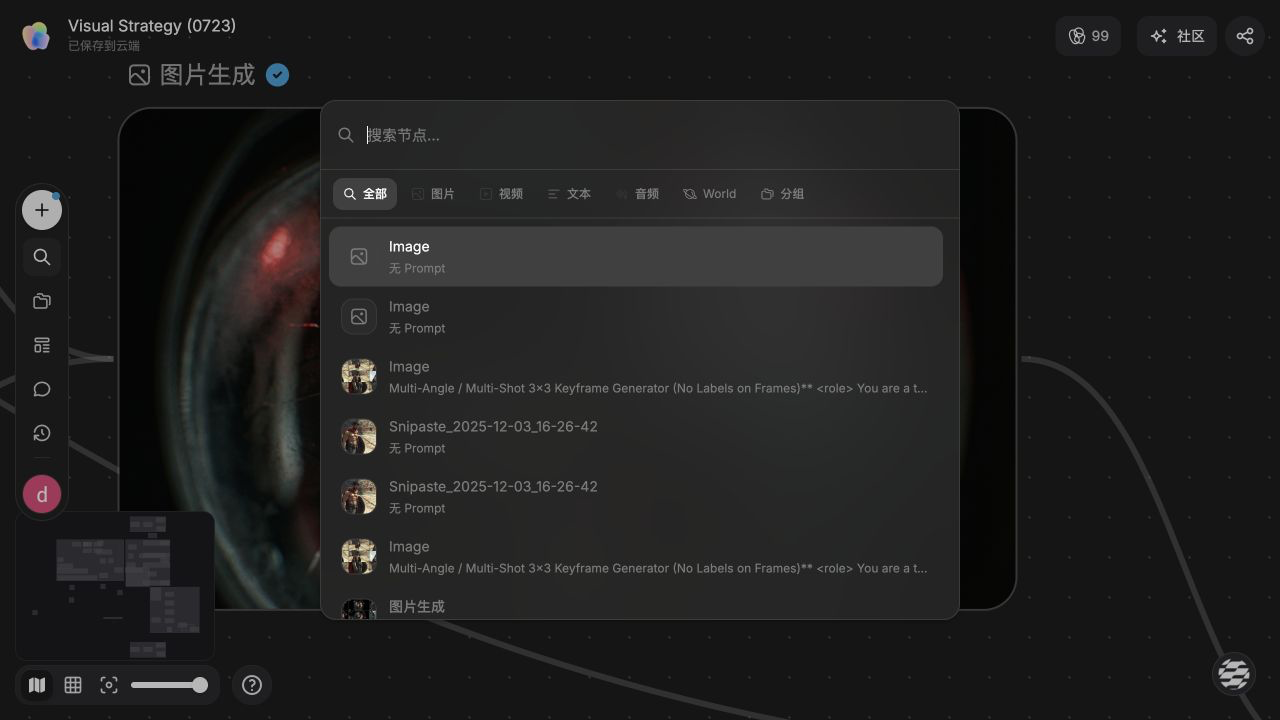 Visual Strategy (0723)
已保存到云端
99
社区
图片生成
搜索节点...
全部
图片
视频
文本
音频
World
分组
Image
无 Prompt
Image
无 Prompt
Image
Multi-Angle / Multi-Shot 3×3 Keyframe Generator (No Labels on Frames)** <role> You are a t...
Snipaste_2025-12-03_16-26-42
无 Prompt
Snipaste_2025-12-03_16-26-42
无 Prompt
Image
Multi-Angle / Multi-Shot 3×3 Keyframe Generator (No Labels on Frames)** <role> You are a t...
图片生成
d